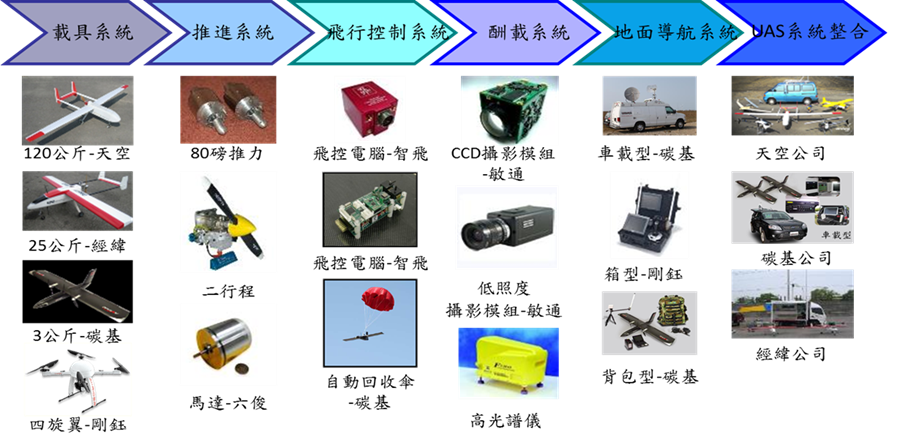 載具系統
推進系統
飛行控制系統
酬載系統
地面導航系統
UAS系統整合
120公斤-天空
80磅推力
飛控電腦-智飛
CCD攝影模組
-敏通
車載型-碳基
天空公司
25公斤-經緯
二行程
飛控電腦-智飛
低照度
攝影模組-敏通
箱型-剛鈺
車載型
碳基公司
3公斤-碳基
馬達-六俊
自動回收傘
-碳基
高光譜儀
背包型-碳基
經緯公司
四旋翼-剛鈺